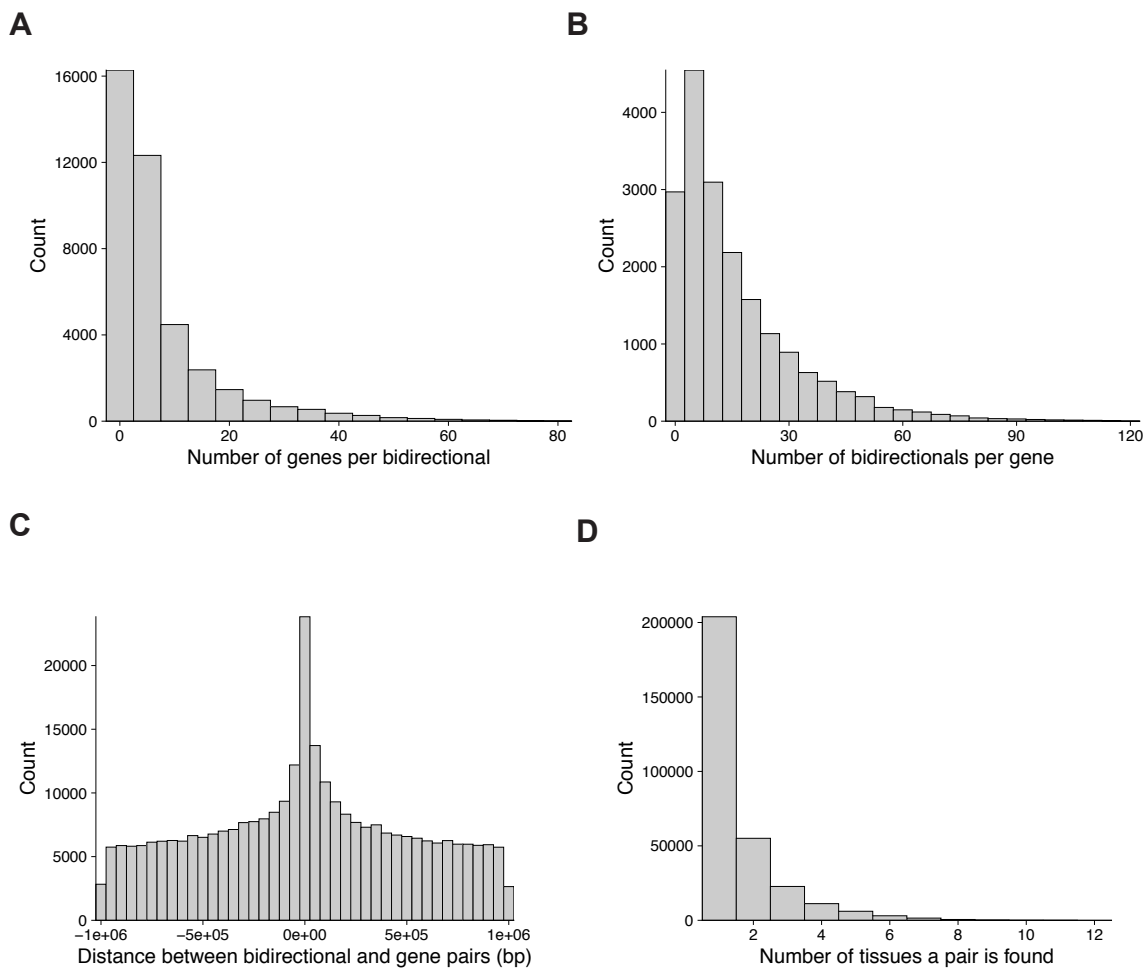 A
B
16000
12000
8000
4000
0
Count
0 20 40 60 80
Number of genes per bidirectional
4000
3000
2000
1000
0
Count
0 30 60 90 120
Number of bidirectionals per gene
C
D
20000
15000
10000
5000
0
Count
−1e+06 −5e+05 0e+00 5e+05 1e+06
Distance between bidirectional and gene pairs (bp)
200000
150000
100000
50000
0
Count
2 4 6 8 10 12
Number of tissues a pair is found